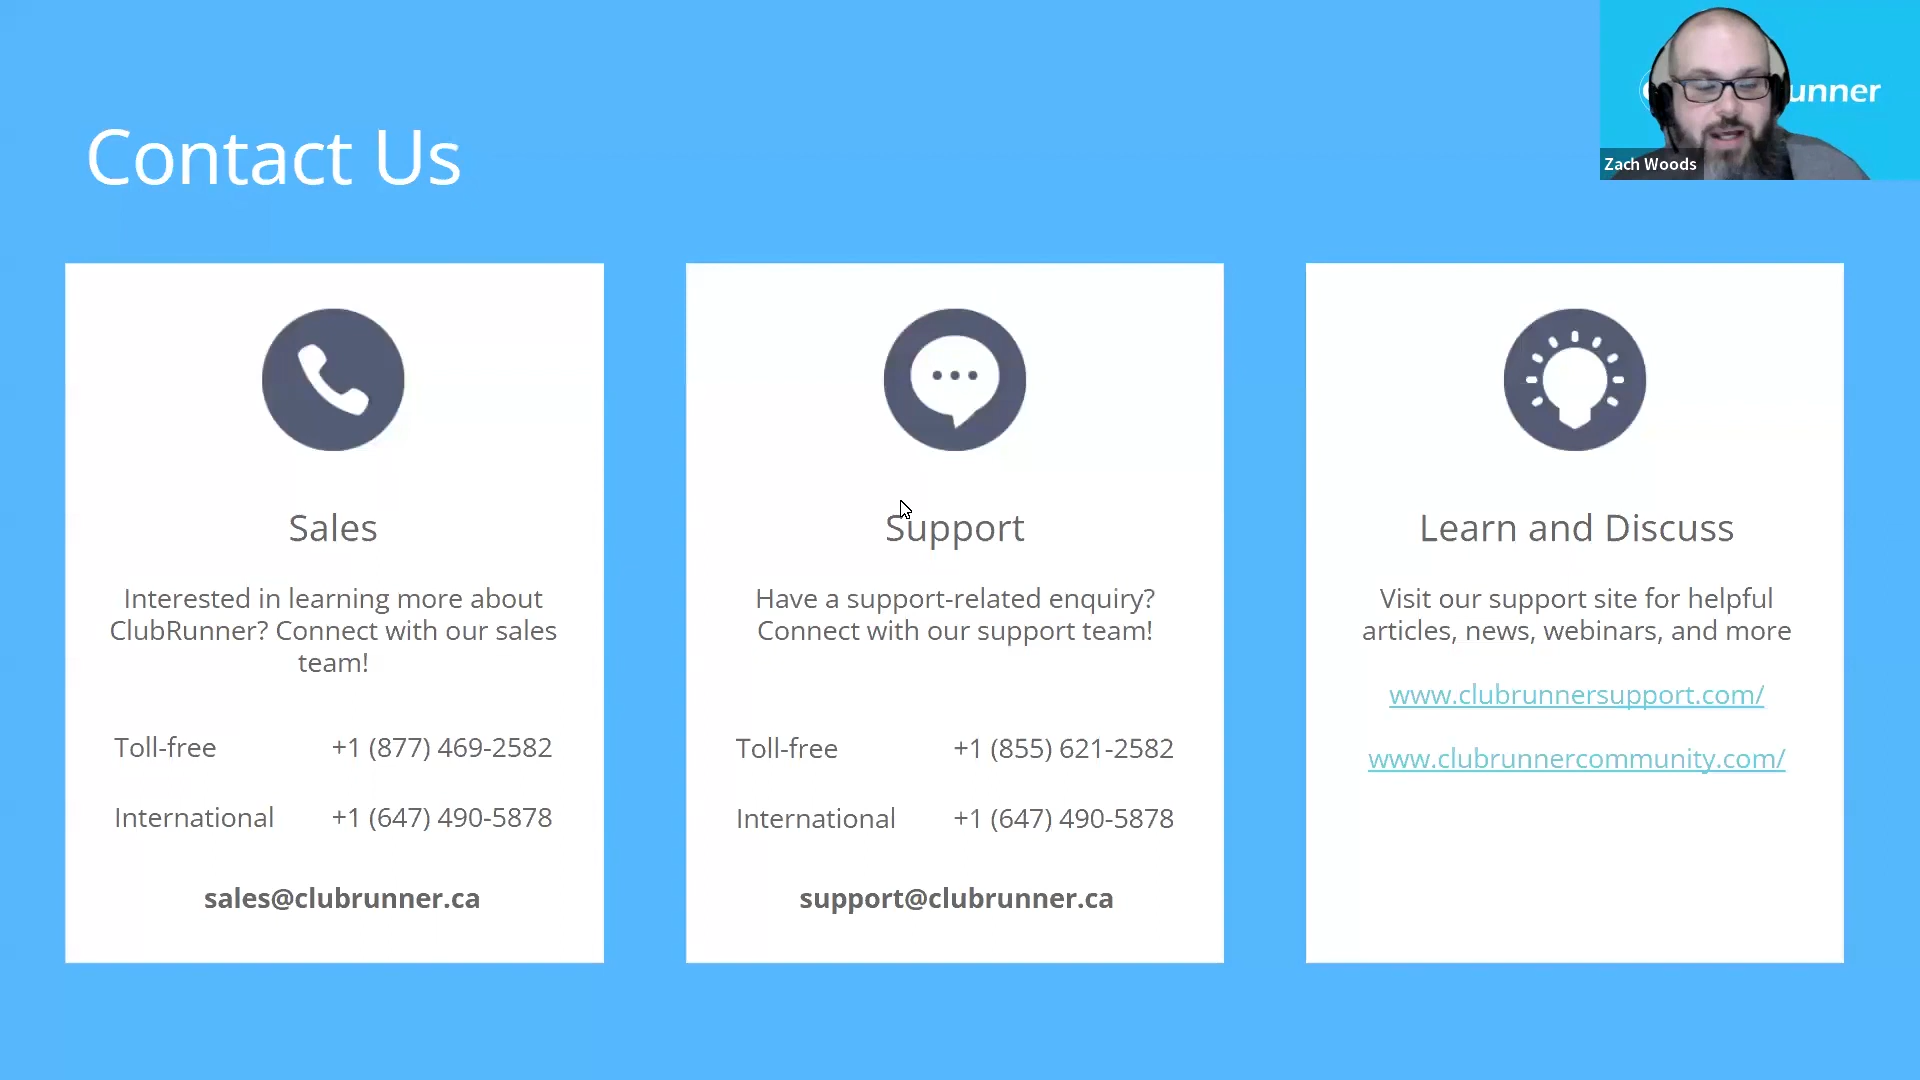 unner
Zach Woods
Contact Us
Sales
Interested in learning more about
ClubRunner? Connect with our sales
team!
Toll-free +1 (877) 469-2582
International +1 (647) 490-5878
sales@clubrunner.ca
Support
Have a support-related enquiry?
Connect with our support team!
Toll-free +1 (855) 621-2582
International +1 (647) 490-5878
support@clubrunner.ca
Learn and Discuss
Visit our support site for helpful
articles, news, webinars, and more
www.clubrunnersupport.com/
www.clubrunnercommunity.com/